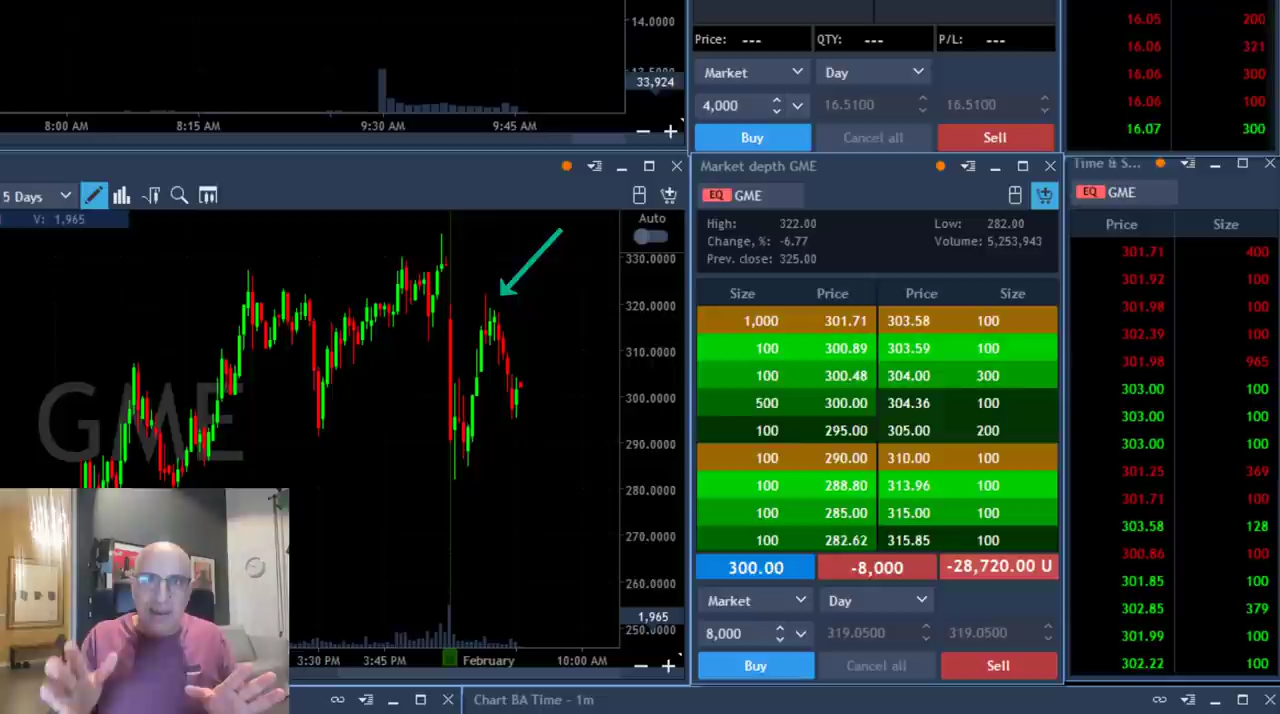 14.0000
33,924
8:00 AM 8:15 AM 9:30 AM 9:45 AM
Price: --- QTY: --- P/L: ---
Market Day
4,000 16.5100 16.5100
Buy Cancel all Sell
16.05 200
16.06 321
16.06 300
16.06 100
16.07 300
5 Days
V: 1,965
Auto
330.0000
320.0000
310.0000
300.0000
290.0000
280.0000
270.0000
260.0000
1,965
250.0000
GME
3:30 PM 3:45 PM February 10:00 AM
Market depth GME
EQ GME
High: 322.00 Low: 282.00
Change, %: -6.77 Volume: 5,253,943
Prev. close: 325.00
Size Price Price Size
1,000 301.71 303.58 100
100 300.89 303.59 100
100 300.48 304.00 300
500 300.00 304.36 100
100 295.00 305.00 200
100 290.00 310.00 100
100 288.80 313.96 100
100 285.00 315.00 100
100 282.62 315.85 100
300.00 -8,000 -28,720.00 U
Market Day
8,000 319.0500 319.0500
Buy Cancel all Sell
Time & S...
EQ GME
Price Size
301.71 400
301.92 100
301.98 100
302.39 100
301.98 965
303.00 100
303.00 100
303.00 100
301.25 369
301.71 100
303.58 128
300.86 100
301.85 100
302.85 379
301.99 100
302.22 100
Chart BA Time - 1m